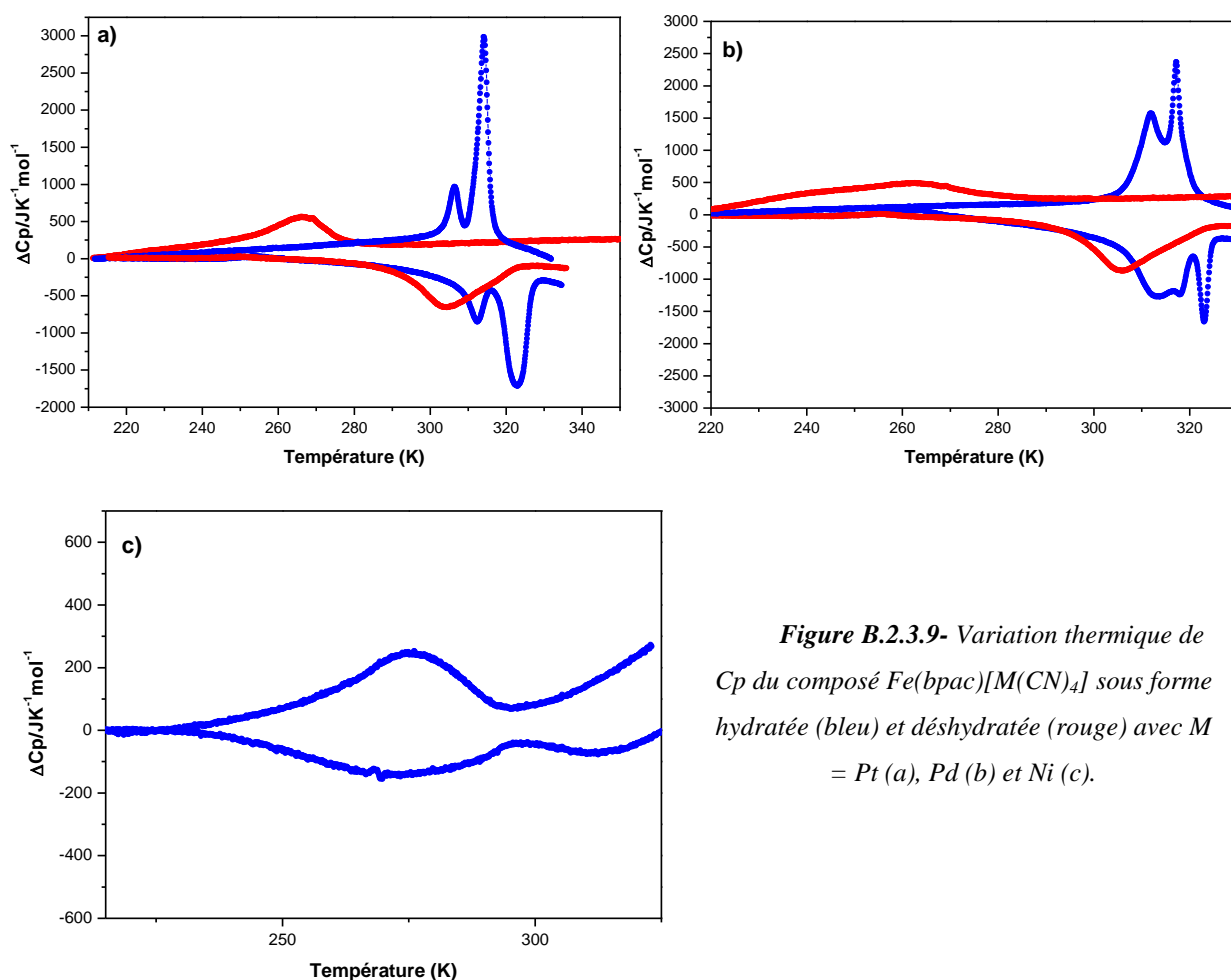 a)
3000
2500
2000
1500
1000
500
0
-500
-1000
-1500
-2000
ΔCp/JK⁻¹mol⁻¹
220 240 260 280 300 320 340
Température (K)
b)
3000
2500
2000
1500
1000
500
0
-500
-1000
-1500
-2000
-2500
-3000
ΔCp/JK⁻¹mol⁻¹
220 240 260 280 300 320
Température (K)
c)
600
400
200
0
-200
-400
-600
ΔCp/JK⁻¹mol⁻¹
250 300
Température (K)
Figure B.2.3.9- Variation thermique de
Cp du composé Fe(bpac)[M(CN)₄] sous forme
hydratée (bleu) et déshydratée (rouge) avec M
= Pt (a), Pd (b) et Ni (c).